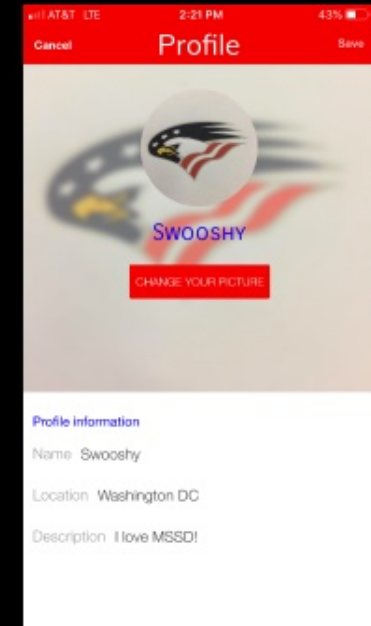 AT&T LTE 2:21 PM 43%
Cancel Profile Save
Swooshy
CHANGE YOUR PICTURE
Profile information
Name Swooshy
Location Washington DC
Description I love MSSD!